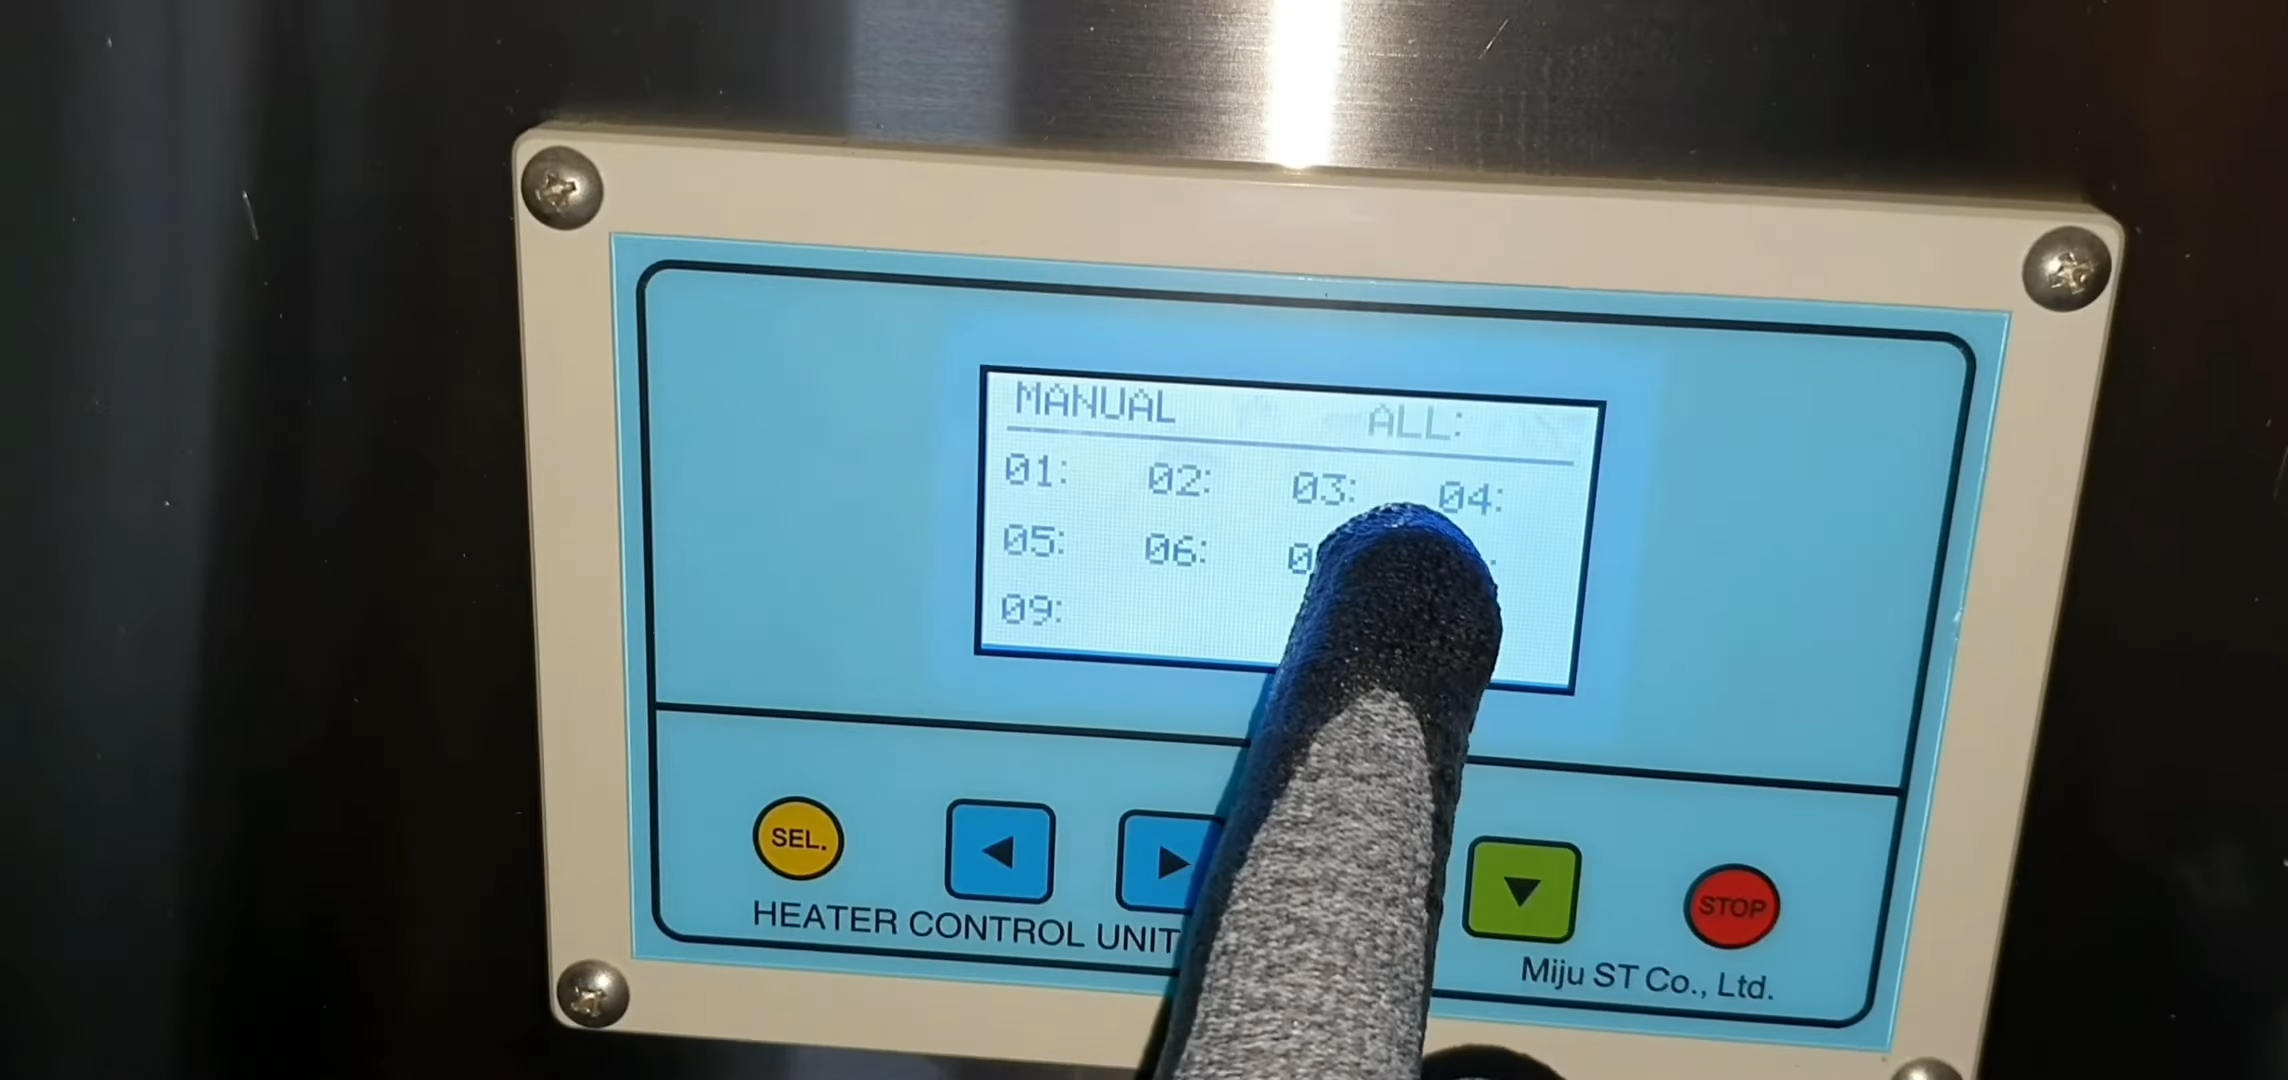 MANUAL ALL:
01: 02: 03: 04:
05: 06:
09:
SEL.
STOP
HEATER CONTROL UNIT
Miju ST Co., Ltd.